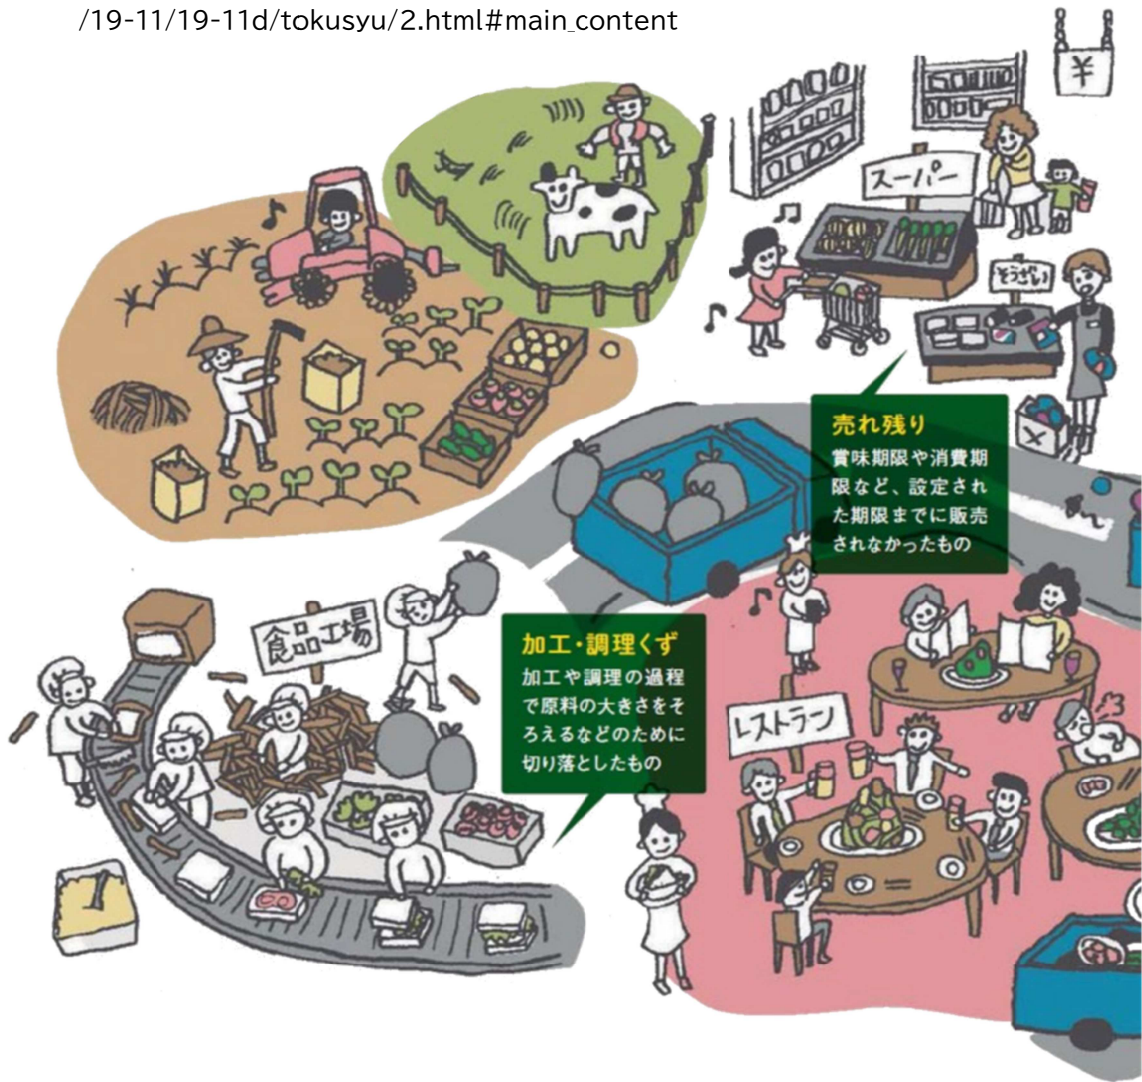 /19-11/19-11d/tokusyu/2.html#main_content
¥
スーパー
そうざい
売れ残り
賞味期限や消費期
限など、設定され
た期限までに販売
されなかったもの
食品工場
加工・調理くず
加工や調理の過程
で原料の大きさをそ
ろえるなどのために
切り落としたもの
レストラン